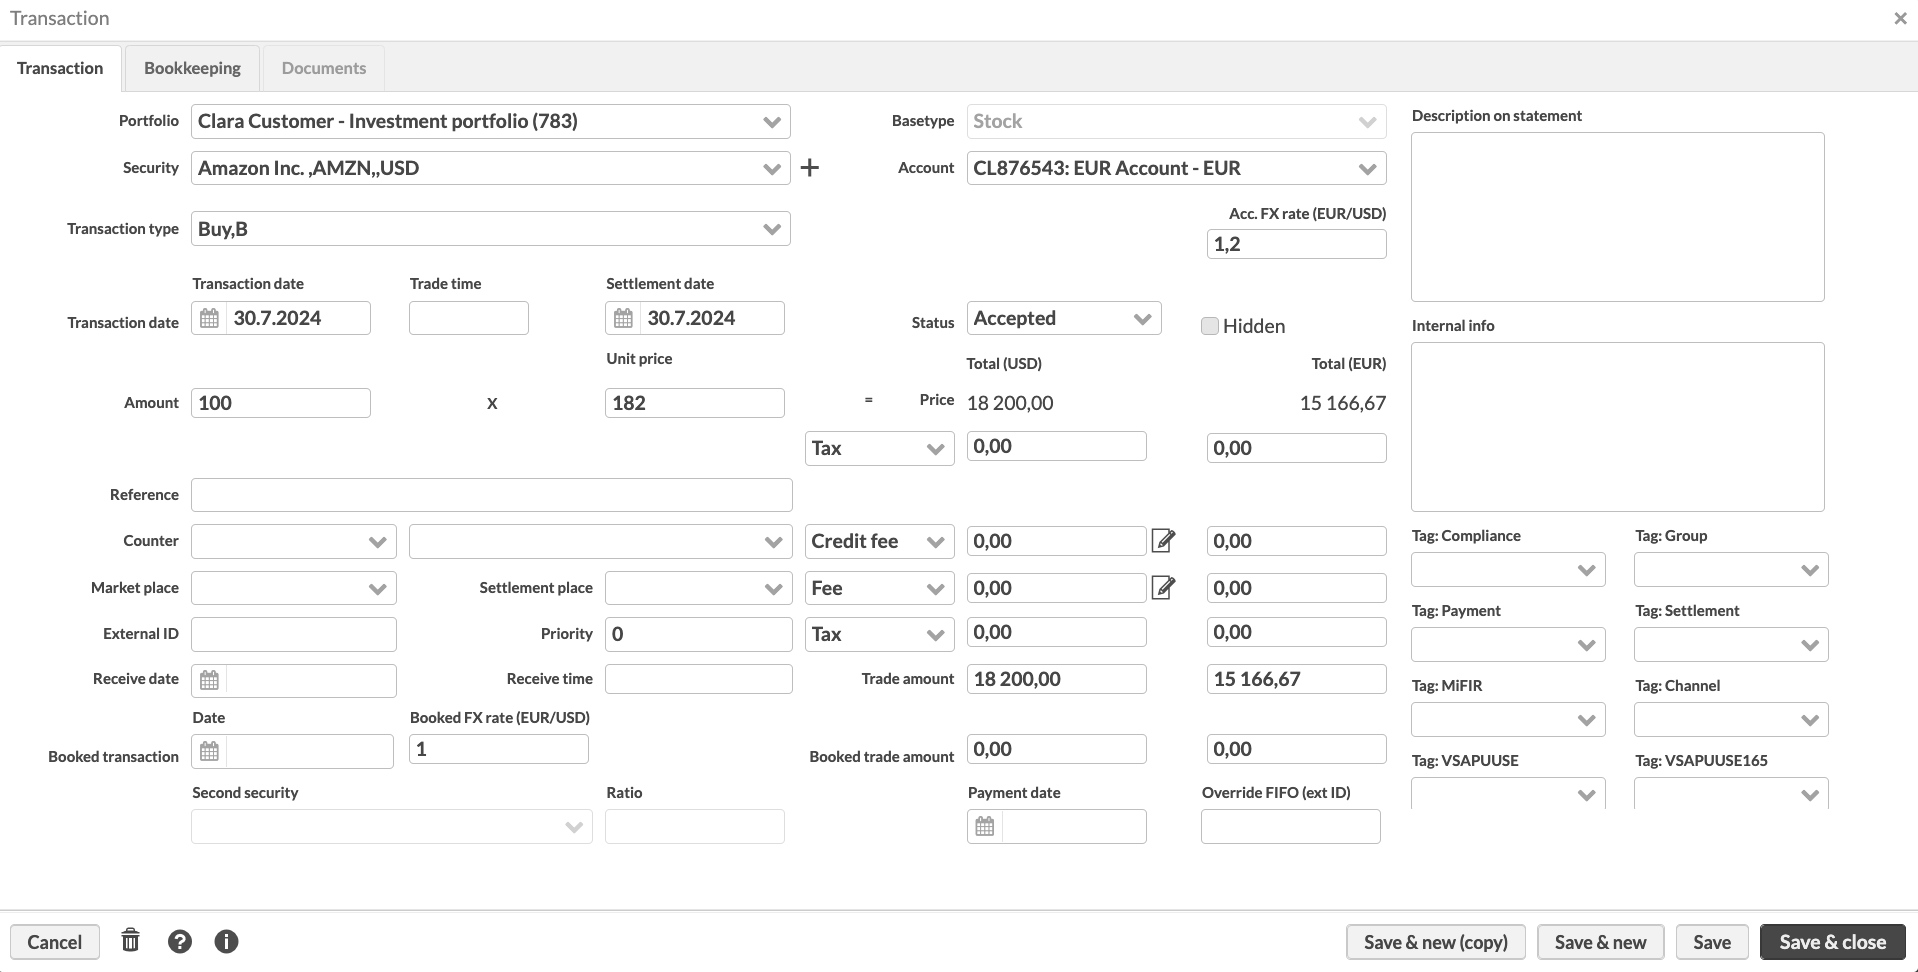 Transaction
Transaction Bookkeeping Documents
Portfolio Clara Customer - Investment portfolio (783) Basetype Stock Description on statement
Security Amazon Inc. ,AMZN,,USD Account CL876543: EUR Account - EUR
Acc. FX rate (EUR/USD)
Transaction type Buy,B 1,2
Transaction date Trade time Settlement date
Transaction date 30.7.2024 30.7.2024 Status Accepted Hidden Internal info
Unit price Total (USD) Total (EUR)
Amount 100 X 182 = Price 18 200,00 15 166,67
Tax 0,00 0,00
Reference
Counter Credit fee 0,00 0,00 Tag: Compliance Tag: Group
Market place Settlement place Fee 0,00 0,00
Tag: Payment Tag: Settlement
External ID Priority 0 Tax 0,00 0,00
Receive date Receive time Trade amount 18 200,00 15 166,67 Tag: MiFIR Tag: Channel
Date Booked FX rate (EUR/USD)
Booked transaction 1 Booked trade amount 0,00 0,00 Tag: VSAPUUSE Tag: VSAPUUSE165
Second security Ratio Payment date Override FIFO (ext ID)
Cancel Save & new (copy) Save & new Save Save & close